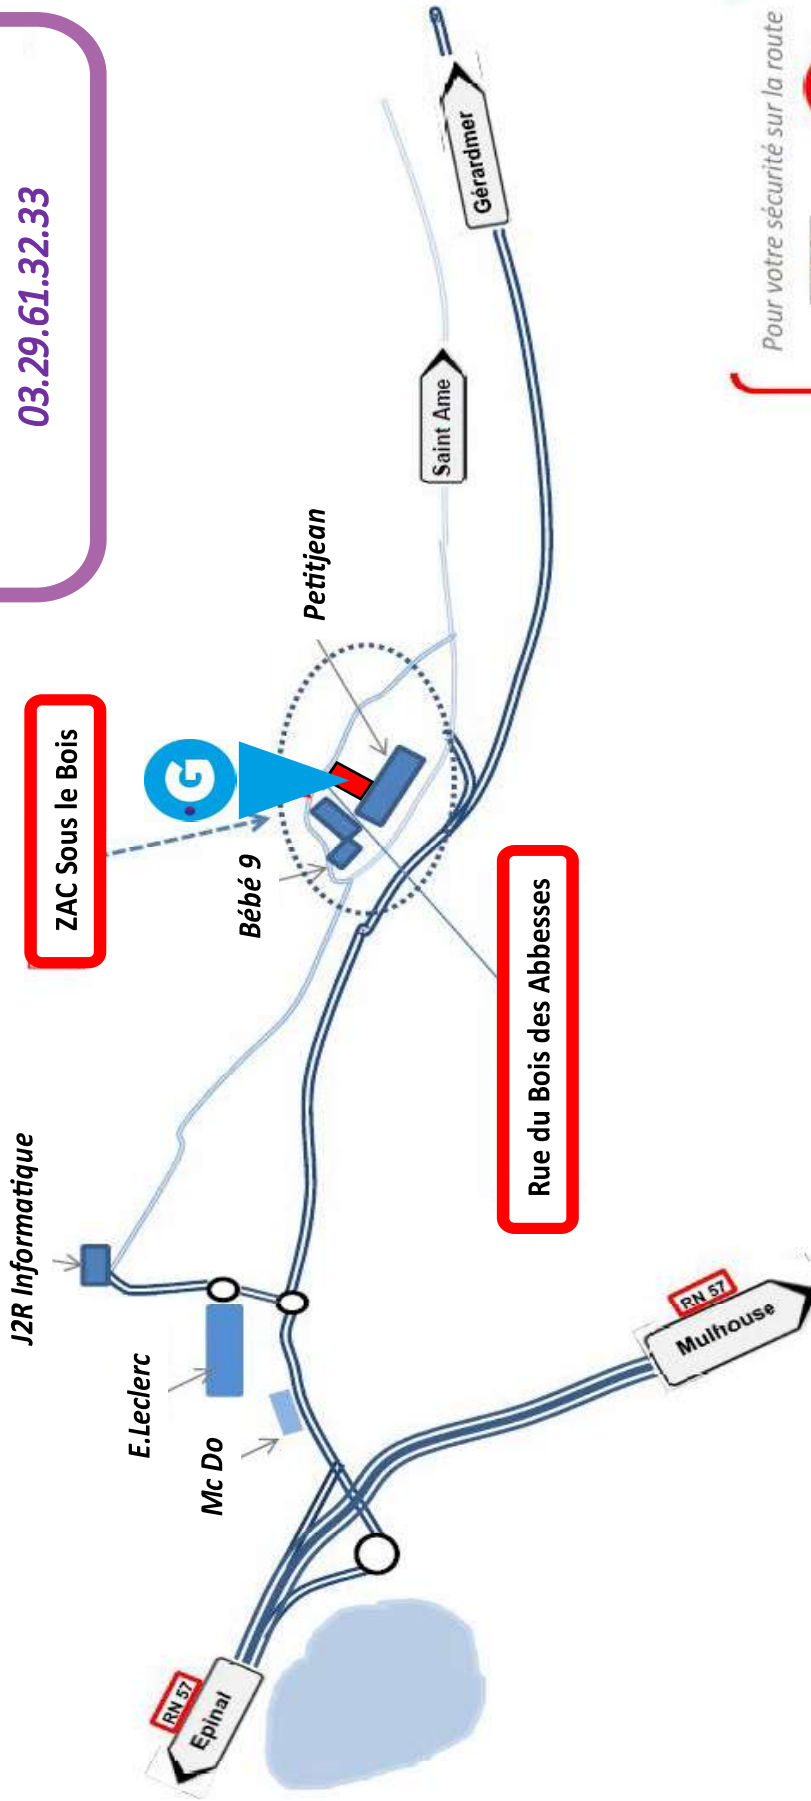 03.29.61.32.33
ZAC Sous le Bois
.G
J2R Informatique
E.Leclerc
Mc Do
Bébé 9
Petitjean
Saint Ame
Gérardmer
Rue du Bois des Abbesses
RN 57
Epinal
RN 57
Mulhouse
Pour votre sécurité sur la route